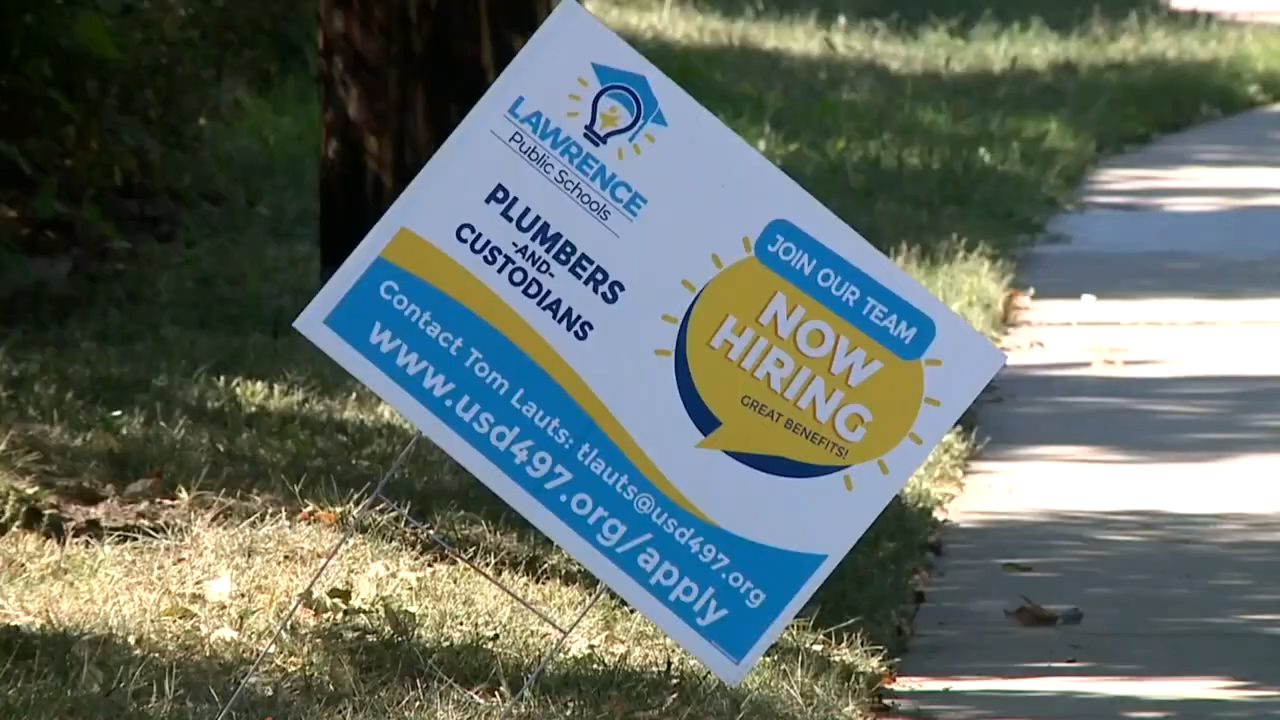 LAWRENCE
Public Schools
PLUMBERS
-AND-
CUSTODIANS
JOIN OUR TEAM
NOW
HIRING
GREAT BENEFITS!
Contact Tom Lauts: tlauts@usd497.org
www.usd497.org/apply